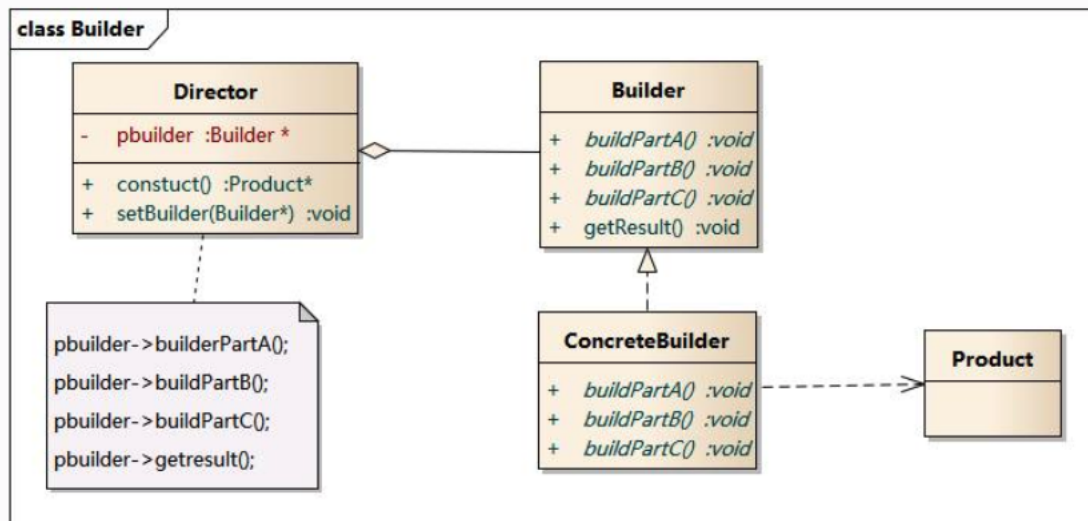 class Builder
Director
- pbuilder :Builder *
+ constuct() :Product*
+ setBuilder(Builder*) :void
Builder
+ buildPartA() :void
+ buildPartB() :void
+ buildPartC() :void
+ getResult() :void
pbuilder->builderPartA();
pbuilder->buildPartB();
pbuilder->buildPartC();
pbuilder->getresult();
ConcreteBuilder
+ buildPartA() :void
+ buildPartB() :void
+ buildPartC() :void
Product